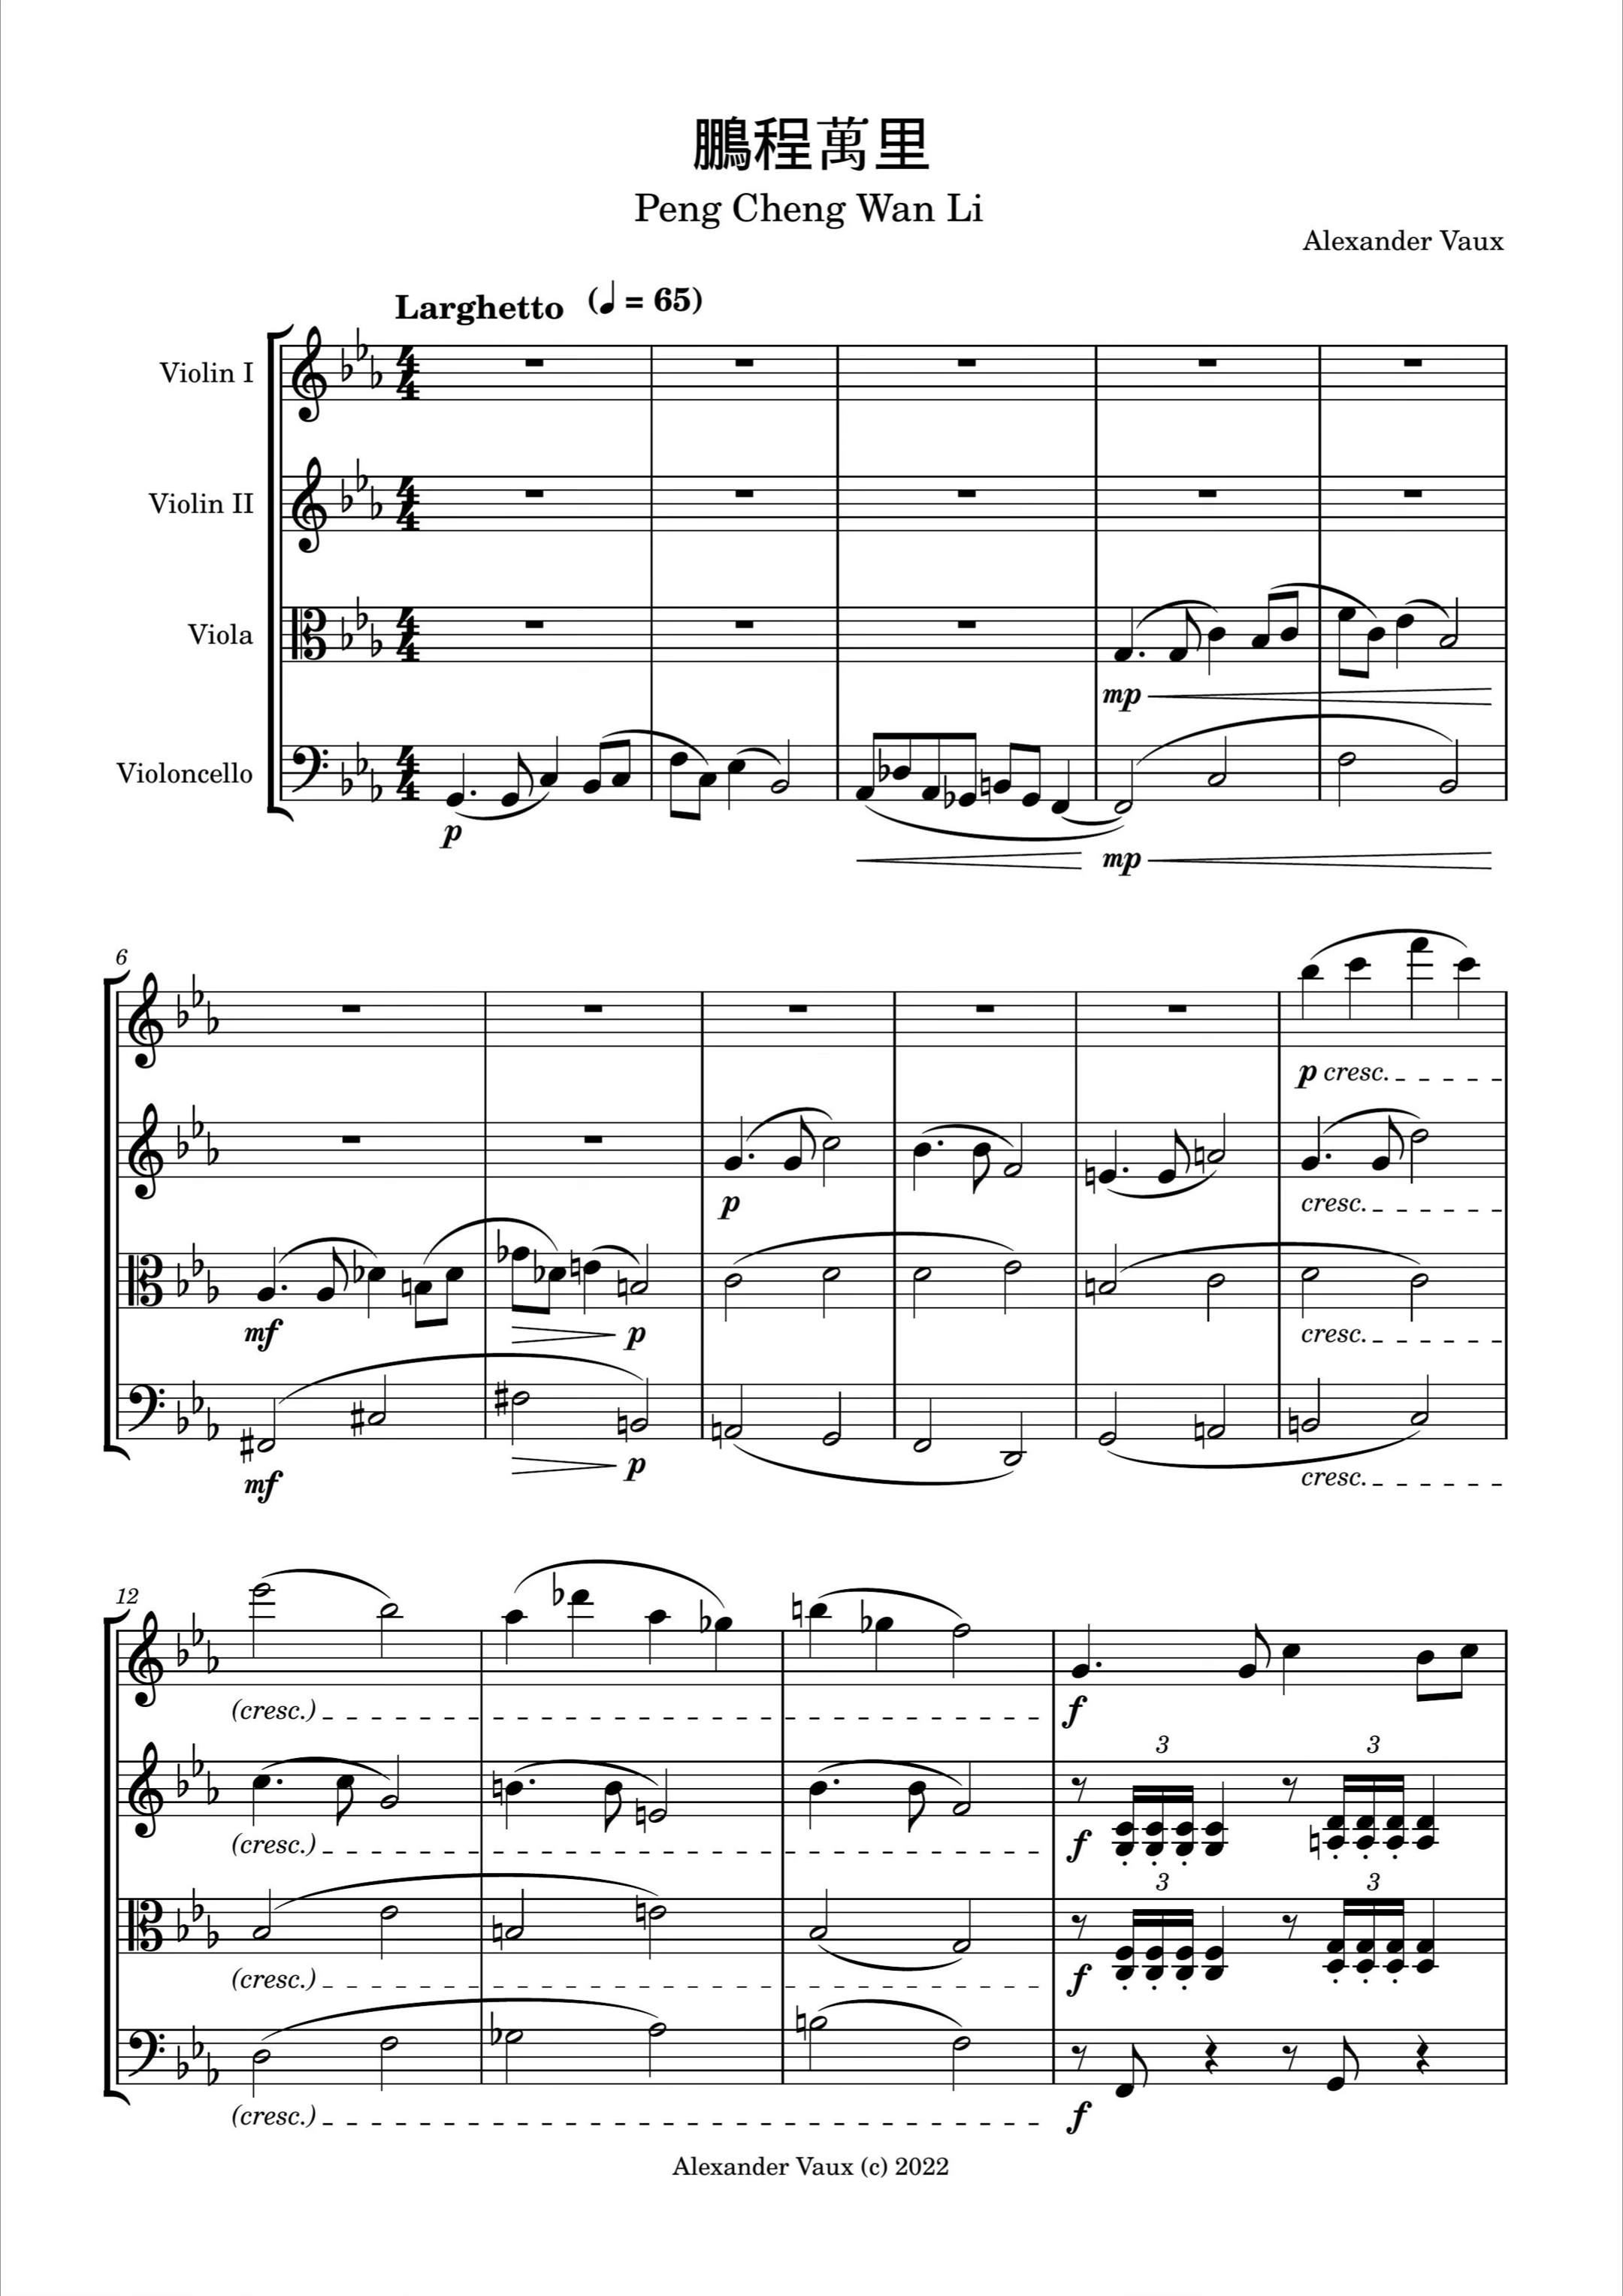 鵬程萬里
Peng Cheng Wan Li
Alexander Vaux
Larghetto (♩ = 65)
Violin I
Violin II
Viola
mp
Violoncello
p
mp
6
p cresc.
p
cresc.
mf
p
cresc.
mf
p
cresc.
12
(cresc.)
f
3 3
(cresc.)
f
3 3
(cresc.)
f
(cresc.)
f
Alexander Vaux (c) 2022